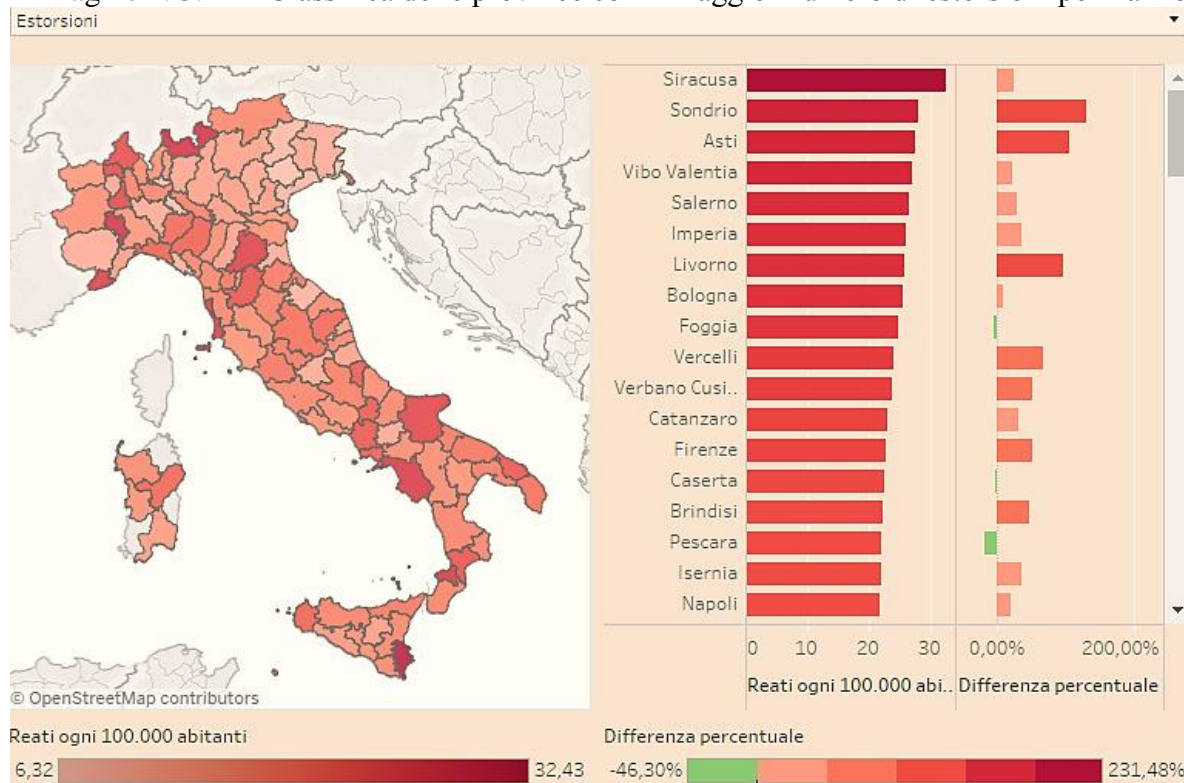 Estorsioni
Siracusa
Sondrio
Asti
Vibo Valentia
Salerno
Imperia
Livorno
Bologna
Foggia
Vercelli
Verbano Cusi..
Catanzaro
Firenze
Caserta
Brindisi
Pescara
Isernia
Napoli
0 10 20 30 0,00% 200,00%
Reati ogni 100.000 abi.. Differenza percentuale
© OpenStreetMap contributors
Reati ogni 100.000 abitanti
6,32 32,43
Differenza percentuale
-46,30% 231,48%